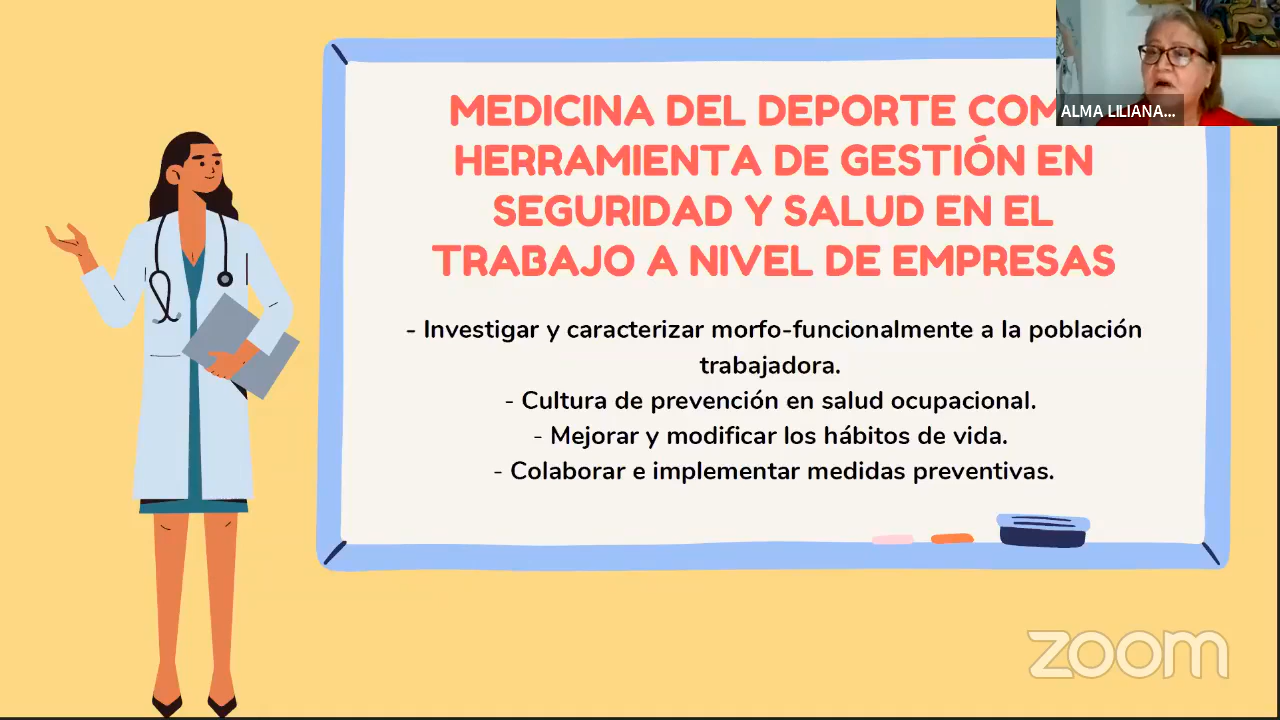 MEDICINA DEL DEPORTE COM
HERRAMIENTA DE GESTIÓN EN
SEGURIDAD Y SALUD EN EL
TRABAJO A NIVEL DE EMPRESAS
- Investigar y caracterizar morfo-funcionalmente a la población
trabajadora.
- Cultura de prevención en salud ocupacional.
- Mejorar y modificar los hábitos de vida.
- Colaborar e implementar medidas preventivas.
ALMA LILIANA...
zoom